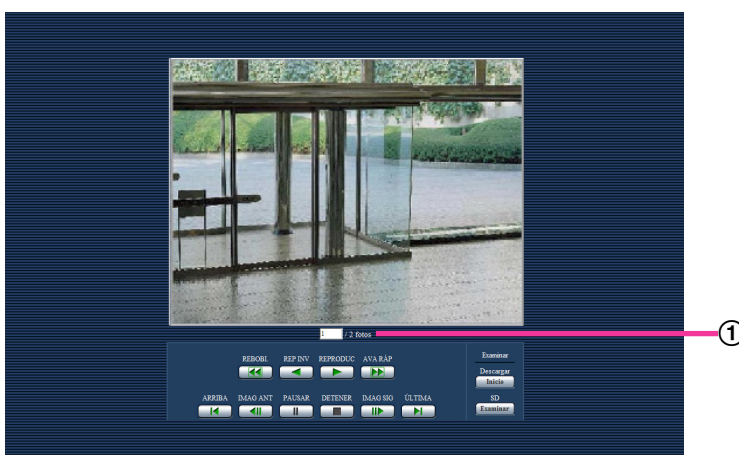 1 / 2 fotos
①
REBOBI. REP INV REPRODUC AVA RÁP
Examinar
Descargar
Inicio
ARRIBA IMAG ANT PAUSAR DETENER IMAG SIG ÚLTIMA
SD
Examinar